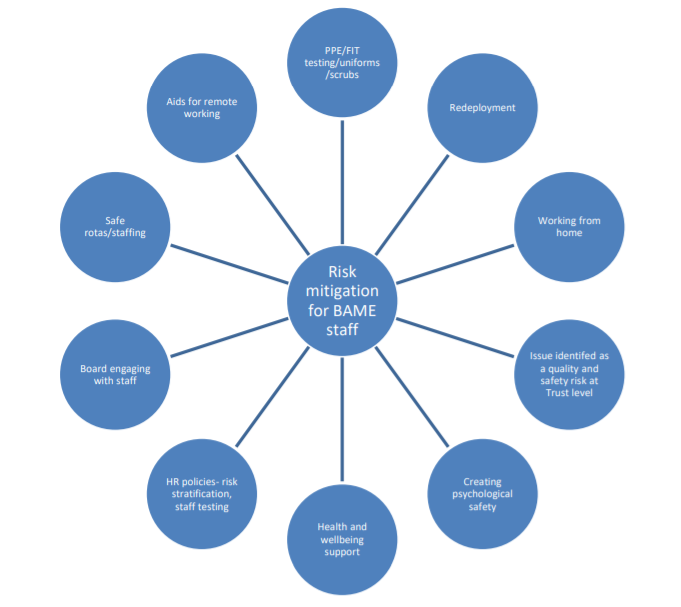 PPE/FIT
testing/uniforms
/scrubs
Redeployment
Working from
home
Issue identifed as
a quality and
safety risk at
Trust level
Creating
psychological
safety
Health and
wellbeing
support
HR policies- risk
stratification,
staff testing
Board engaging
with staff
Safe
rotas/staffing
Aids for remote
working
Risk
mitigation
for BAME
staff